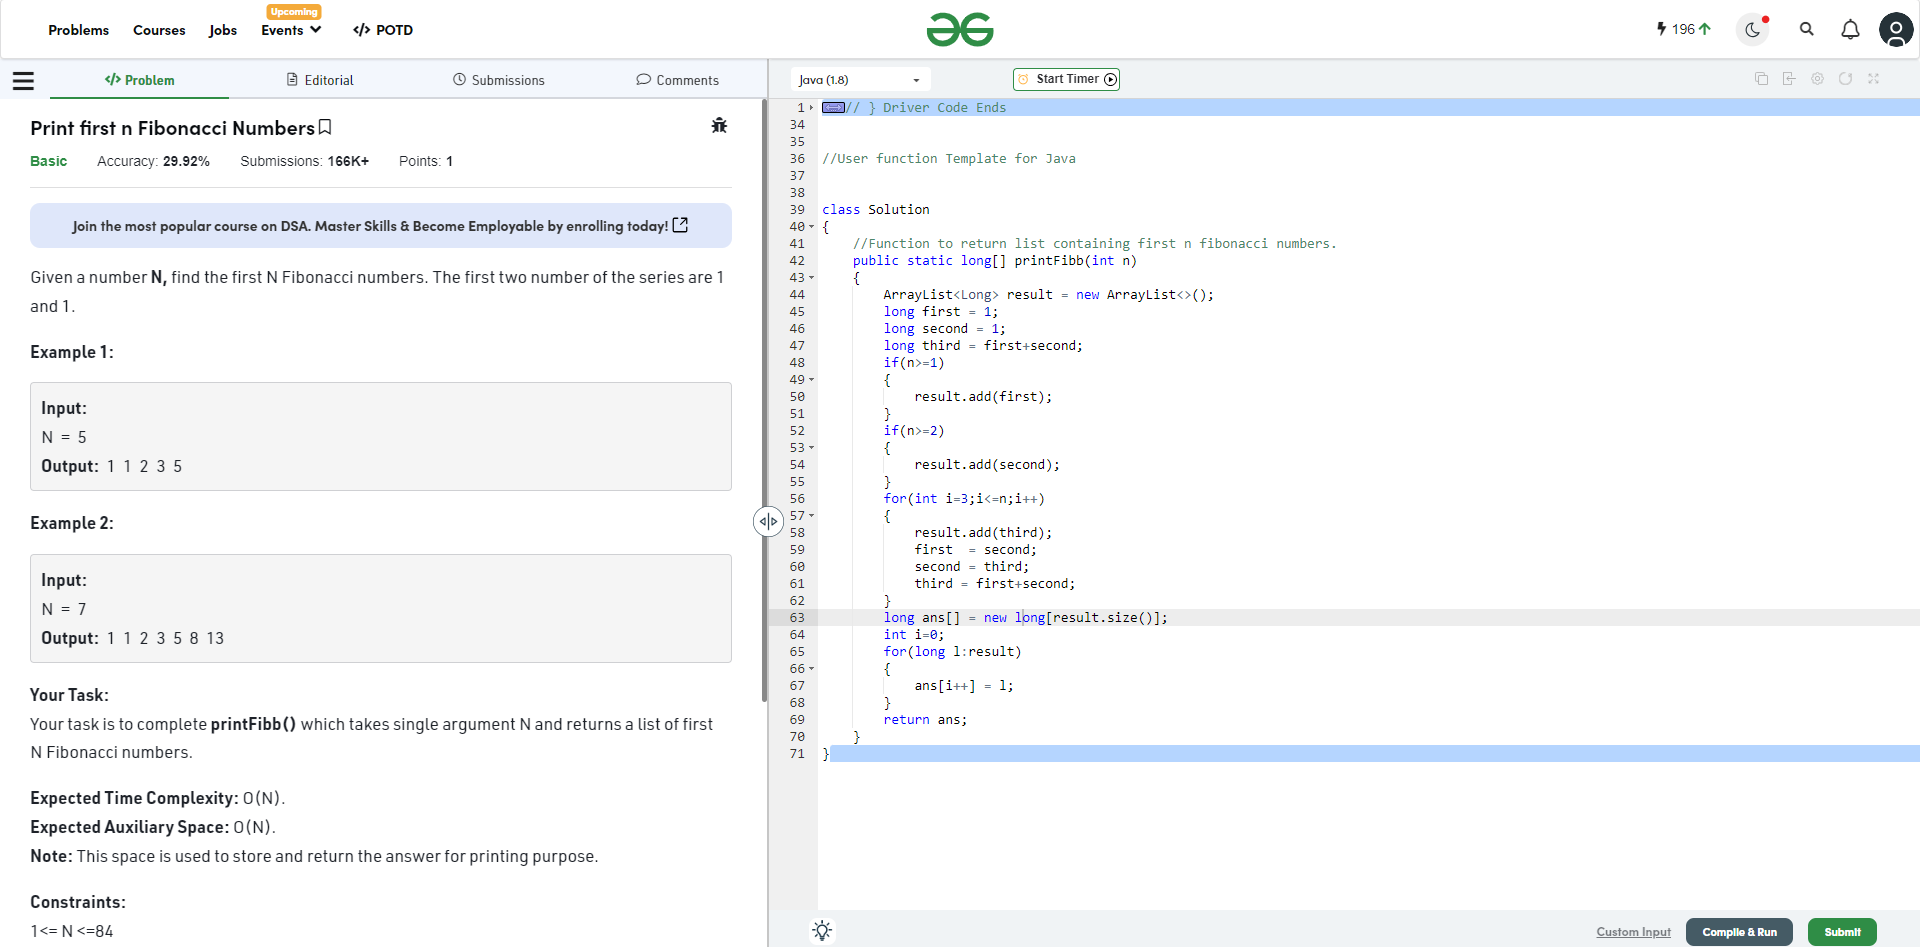 Problems Courses Jobs Upcoming Events </> POTD 196
</> Problem Editorial Submissions Comments
Print first n Fibonacci Numbers
Basic Accuracy: 29.92% Submissions: 166K+ Points: 1
Join the most popular course on DSA. Master Skills & Become Employable by enrolling today!
Given a number N, find the first N Fibonacci numbers. The first two number of the series are 1
and 1.
Example 1:
Input:
N = 5
Output: 1 1 2 3 5
Example 2:
Input:
N = 7
Output: 1 1 2 3 5 8 13
Your Task:
Your task is to complete printFibb() which takes single argument N and returns a list of first
N Fibonacci numbers.
Expected Time Complexity: O(N).
Expected Auxiliary Space: O(N).
Note: This space is used to store and return the answer for printing purpose.
Constraints:
1<= N <=84
Java (1.8) Start Timer
1 // } Driver Code Ends
34
35
36 //User function Template for Java
37
38
39 class Solution
40 {
41     //Function to return list containing first n fibonacci numbers.
42     public static long[] printFibb(int n)
43     {
44         ArrayList<Long> result = new ArrayList<>();
45         long first = 1;
46         long second = 1;
47         long third = first+second;
48         if(n>=1)
49         {
50             result.add(first);
51         }
52         if(n>=2)
53         {
54             result.add(second);
55         }
56         for(int i=3;i<=n;i++)
57         {
58             result.add(third);
59             first  = second;
60             second = third;
61             third = first+second;
62         }
63         long ans[] = new long[result.size()];
64         int i=0;
65         for(long l:result)
66         {
67             ans[i++] = l;
68         }
69         return ans;
70     }
71 }
Custom Input Compile & Run Submit